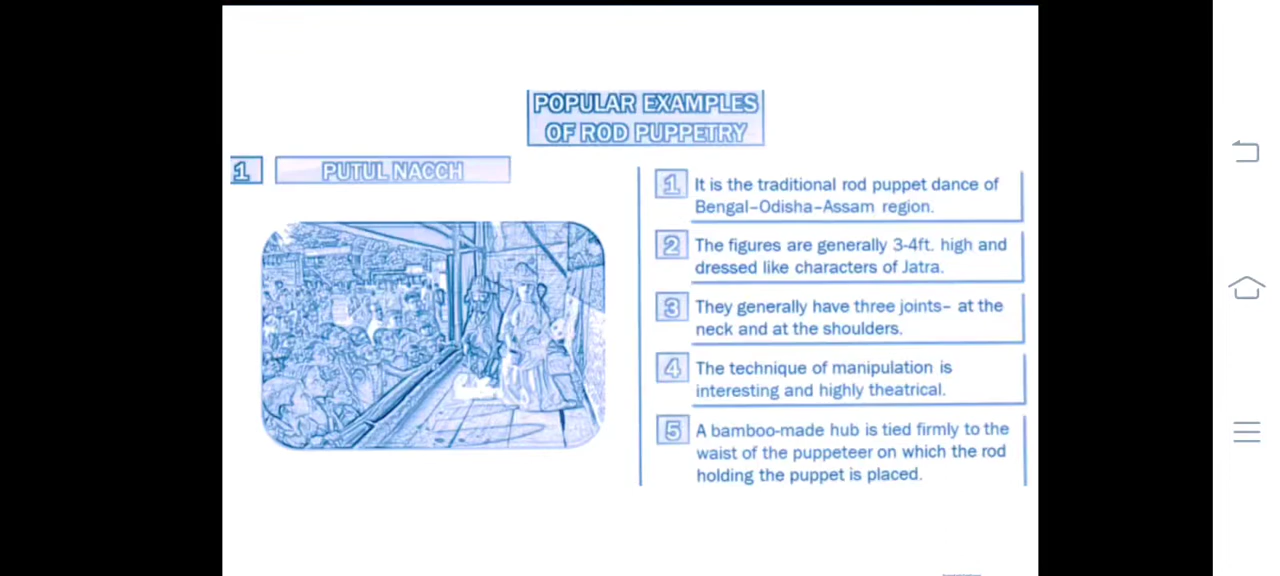 POPULAR EXAMPLES
OF ROD PUPPETRY
1 PUTUL NACCH
1 It is the traditional rod puppet dance of
Bengal–Odisha–Assam region.
2 The figures are generally 3-4ft. high and
dressed like characters of Jatra.
3 They generally have three joints– at the
neck and at the shoulders.
4 The technique of manipulation is
interesting and highly theatrical.
5 A bamboo-made hub is tied firmly to the
waist of the puppeteer on which the rod
holding the puppet is placed.